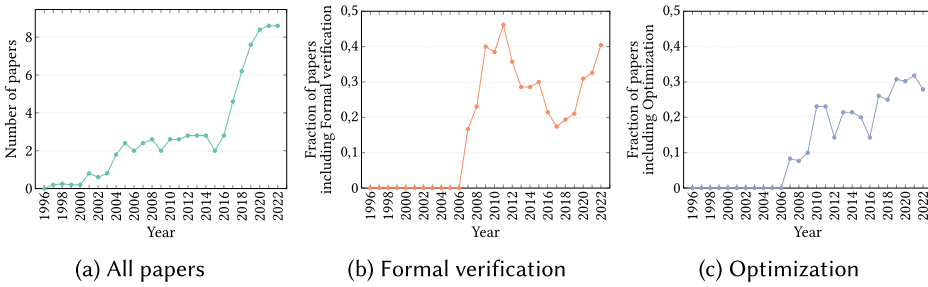 Number of papers
8
6
4
2
0
1996 1998 2000 2002 2004 2006 2008 2010 2012 2014 2016 2018 2020 2022
Year
(a) All papers
Fraction of papers
including Formal verification
0,5
0,4
0,3
0,2
0,1
0
1996 1998 2000 2002 2004 2006 2008 2010 2012 2014 2016 2018 2020 2022
Year
(b) Formal verification
Fraction of papers
including Optimization
0,5
0,4
0,3
0,2
0,1
0
1996 1998 2000 2002 2004 2006 2008 2010 2012 2014 2016 2018 2020 2022
Year
(c) Optimization